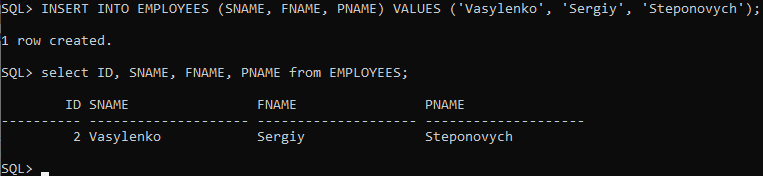 SQL> INSERT INTO EMPLOYEES (SNAME, FNAME, PNAME) VALUES ('Vasylenko', 'Sergiy', 'Steponovych');
1 row created.
SQL> select ID, SNAME, FNAME, PNAME from EMPLOYEES;
        ID SNAME                FNAME                PNAME
---------- -------------------- -------------------- --------------------
         2 Vasylenko            Sergiy               Steponovych
SQL>